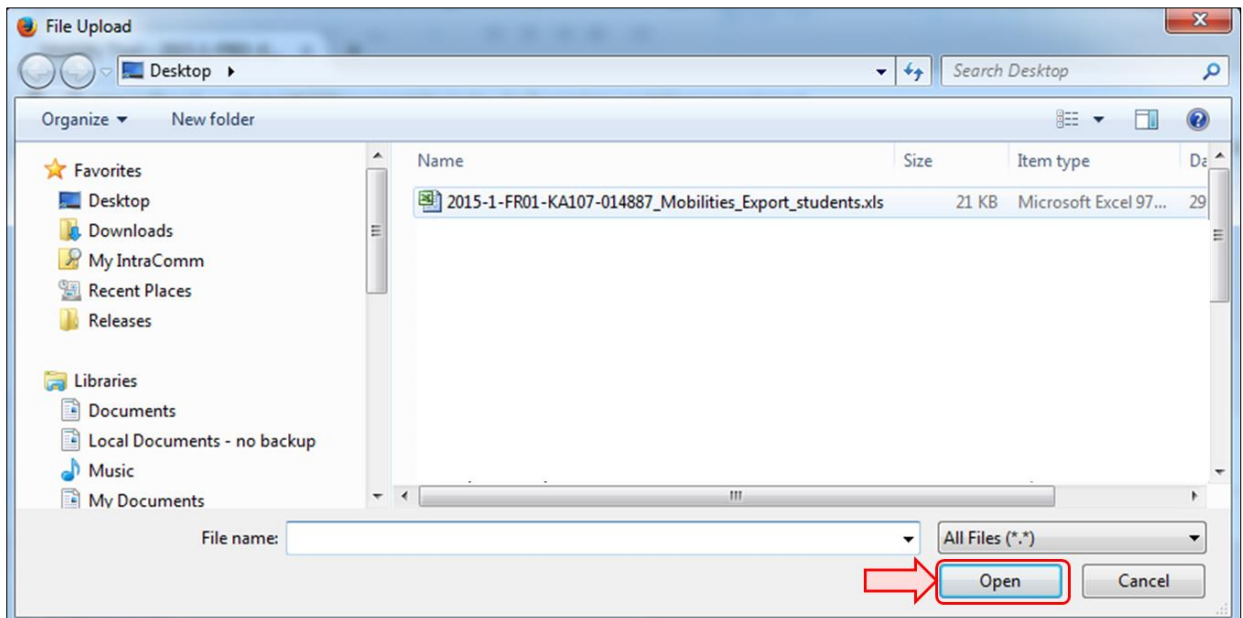 File Upload
Desktop
Search Desktop
Organize
New folder
Favorites
Desktop
Downloads
My IntraComm
Recent Places
Releases
Libraries
Documents
Local Documents - no backup
Music
My Documents
Name Size Item type Da
2015-1-FR01-KA107-014887_Mobilities_Export_students.xls 21 KB Microsoft Excel 97... 29
File name:
All Files (*.*)
Open
Cancel